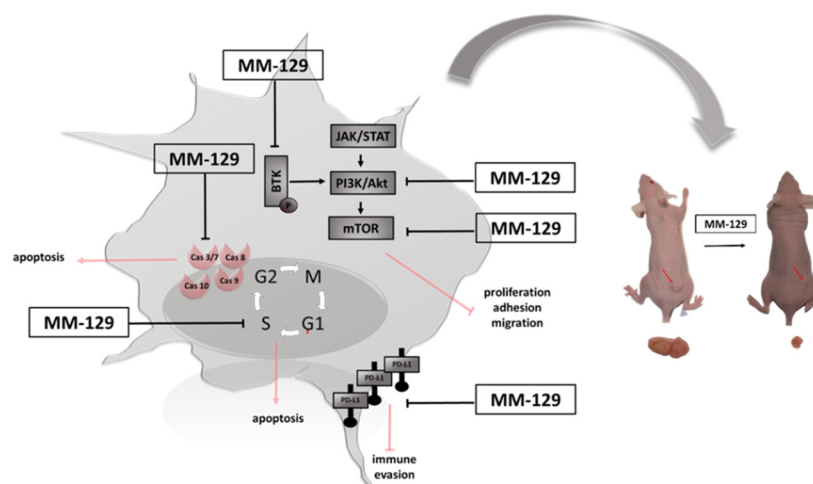 MM-129
JAK/STAT
MM-129
BTK
PI3K/Akt
MM-129
P
mTOR
MM-129
MM-129
apoptosis
Cas 3/7
Cas 8
Cas 10
Cas 9
G2
M
proliferation
adhesion
migration
MM-129
S
G1
PD-L1
PD-L1
PD-L1
MM-129
apoptosis
immune
evasion